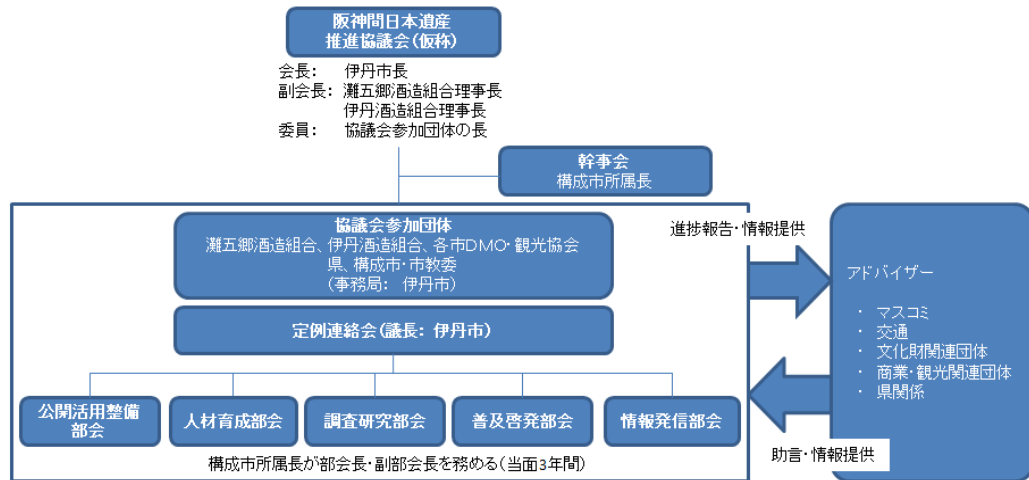 阪神間日本遺産
推進協議会(仮称)
会長: 伊丹市長
副会長: 灘五郷酒造組合理事長
伊丹酒造組合理事長
委員: 協議会参加団体の長
幹事会
構成市所属長
協議会参加団体
灘五郷酒造組合、伊丹酒造組合、各市DMO・観光協会
県、構成市・市教委
(事務局: 伊丹市)
定例連絡会(議長: 伊丹市)
公開活用整備
部会
人材育成部会
調査研究部会
普及啓発部会
情報発信部会
構成市所属長が部会長・副部会長を務める(当面3年間)
進捗報告・情報提供
アドバイザー
・ マスコミ
・ 交通
・ 文化財関連団体
・ 商業・観光関連団体
・ 県関係
助言・情報提供